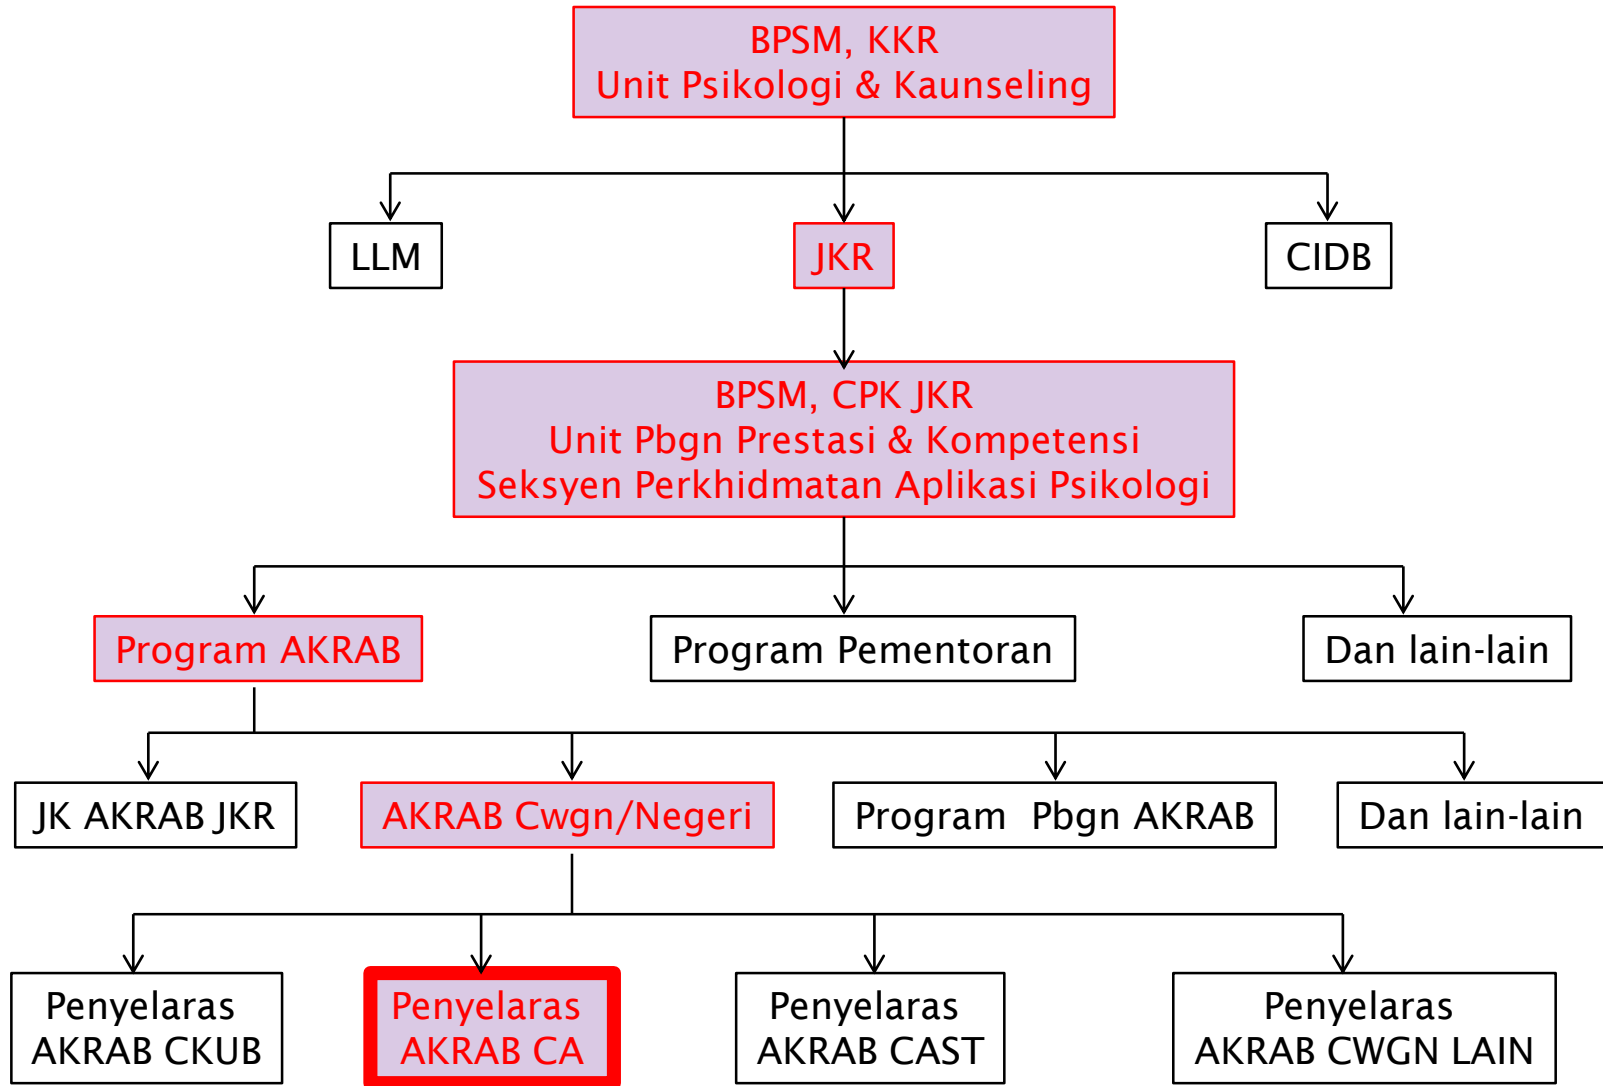 BPSM, KKR
Unit Psikologi & Kaunseling
LLM
JKR
CIDB
BPSM, CPK JKR
Unit Pbgn Prestasi & Kompetensi
Seksyen Perkhidmatan Aplikasi Psikologi
Program AKRAB
Program Pementoran
Dan lain-lain
JK AKRAB JKR
AKRAB Cwgn/Negeri
Program Pbgn AKRAB
Dan lain-lain
Penyelaras
AKRAB CKUB
Penyelaras
AKRAB CA
Penyelaras
AKRAB CAST
Penyelaras
AKRAB CWGN LAIN